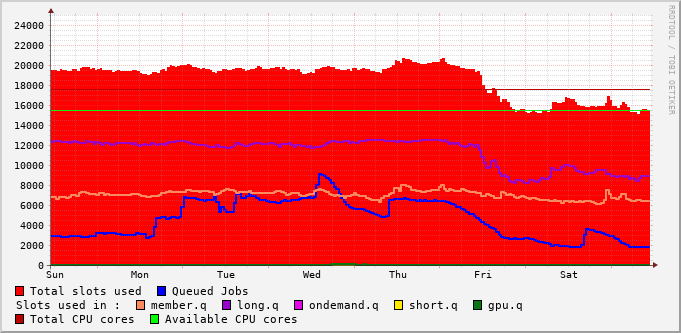 RRDTOOL / TOBI OETIKER
24000
22000
20000
18000
16000
14000
12000
10000
8000
6000
4000
2000
0
Sun Mon Tue Wed Thu Fri Sat
Total slots used Queued Jobs
Slots used in : member.q long.q ondemand.q short.q gpu.q
Total CPU cores Available CPU cores